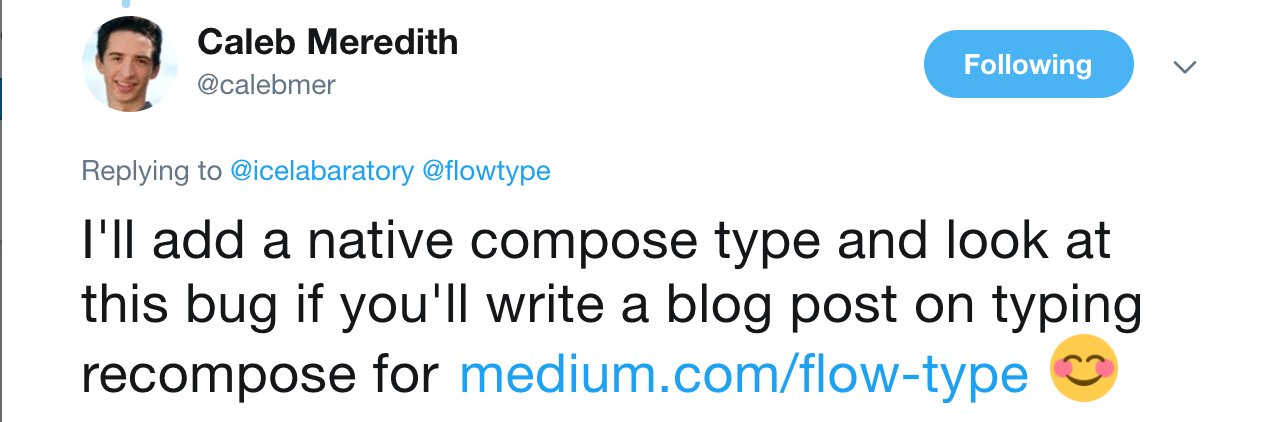 Caleb Meredith
@calebmer
Following
Replying to @icelabaratory @flowtype
I'll add a native compose type and look at
this bug if you'll write a blog post on typing
recompose for medium.com/flow-type 😊